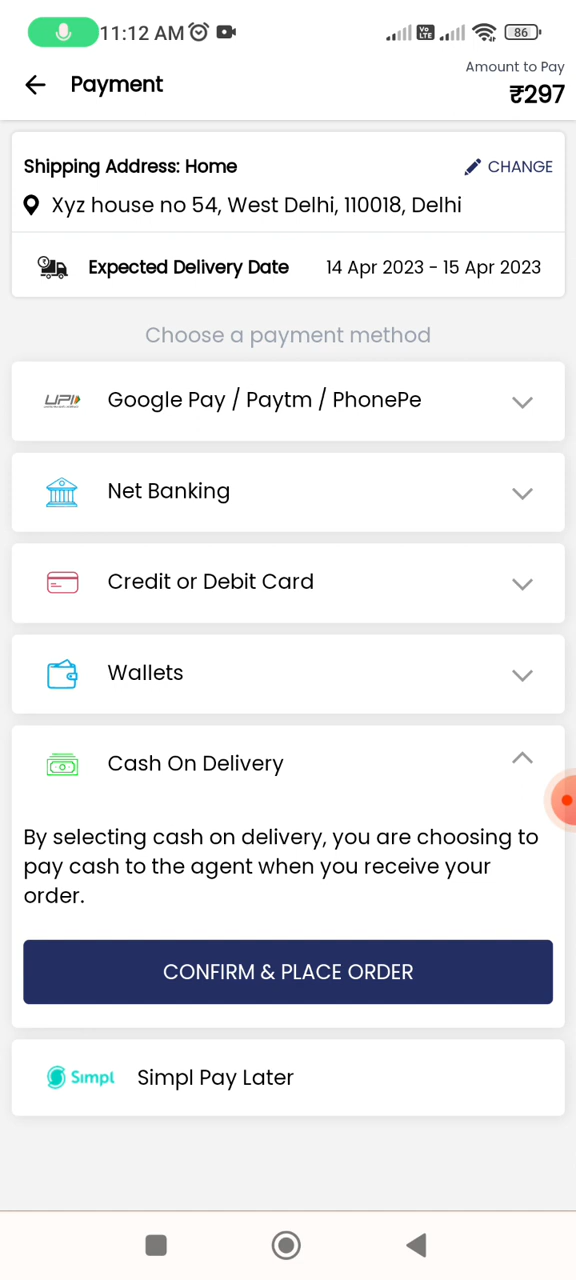 11:12 AM
Vo LTE
86
Payment
Amount to Pay
₹297
Shipping Address: Home
CHANGE
Xyz house no 54, West Delhi, 110018, Delhi
Expected Delivery Date 14 Apr 2023 - 15 Apr 2023
Choose a payment method
UPI Google Pay / Paytm / PhonePe
Net Banking
Credit or Debit Card
Wallets
Cash On Delivery
By selecting cash on delivery, you are choosing to
pay cash to the agent when you receive your
order.
CONFIRM & PLACE ORDER
Simpl Simpl Pay Later